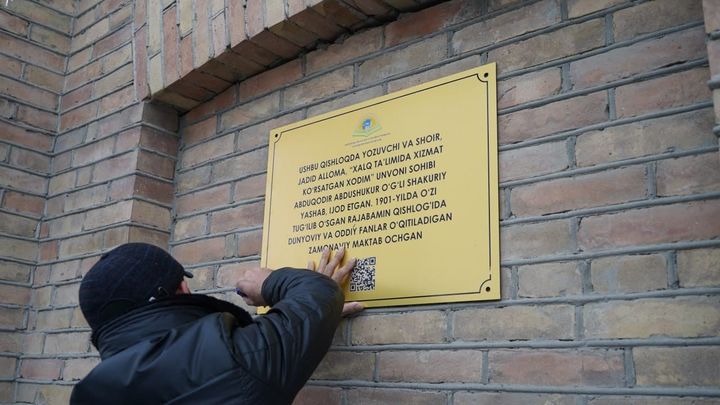 USHBU QISHLOQDA YOZUVCHI VA SHOIR,
JADID ALLOMA, "XALQ TA'LIMIDA XIZMAT
KO'RSATGAN XODIM" UNVONI SOHIBI
ABDUQODIR ABDUSHUKUR O'G'LI SHAKURIY
YASHAB, IJOD ETGAN. 1901-YILDA O'ZI
TUG'ILIB O'SGAN RAJABAMIN QISHLOG'IDA
DUNYOVIY VA ODDIY FANLAR O'QITILADIGAN
ZAMONAVIY MAKTAB OCHGAN